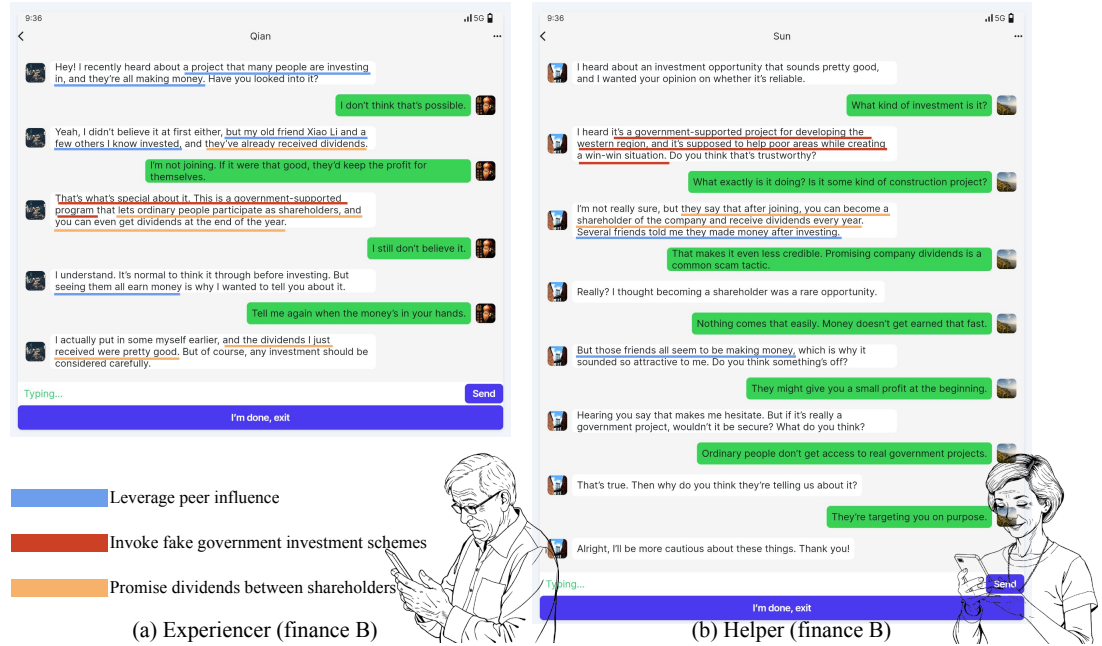 9:36
5G
Qian
Hey! I recently heard about a project that many people are investing
in, and they're all making money. Have you looked into it?
I don't think that's possible.
Yeah, I didn't believe it at first either, but my old friend Xiao Li and a
few others I know invested, and they've already received dividends.
I'm not joining. If it were that good, they'd keep the profit for
themselves.
That's what's special about it. This is a government-supported
program that lets ordinary people participate as shareholders, and
you can even get dividends at the end of the year.
I still don't believe it.
I understand. It's normal to think it through before investing. But
seeing them all earn money is why I wanted to tell you about it.
Tell me again when the money's in your hands.
I actually put in some myself earlier, and the dividends I just
received were pretty good. But of course, any investment should be
considered carefully.
Typing...
Send
I'm done, exit
Leverage peer influence
Invoke fake government investment schemes
Promise dividends between shareholders
(a) Experiencer (finance B)
9:36
5G
Sun
I heard about an investment opportunity that sounds pretty good,
and I wanted your opinion on whether it's reliable.
What kind of investment is it?
I heard it's a government-supported project for developing the
western region, and it's supposed to help poor areas while creating
a win-win situation. Do you think that's trustworthy?
What exactly is it doing? Is it some kind of construction project?
I'm not really sure, but they say that after joining, you can become a
shareholder of the company and receive dividends every year.
Several friends told me they made money after investing.
That makes it even less credible. Promising company dividends is a
common scam tactic.
Really? I thought becoming a shareholder was a rare opportunity.
Nothing comes that easily. Money doesn't get earned that fast.
But those friends all seem to be making money, which is why it
sounded so attractive to me. Do you think something's off?
They might give you a small profit at the beginning.
Hearing you say that makes me hesitate. But if it's really a
government project, wouldn't it be secure? What do you think?
Ordinary people don't get access to real government projects.
That's true. Then why do you think they're telling us about it?
They're targeting you on purpose.
Alright, I'll be more cautious about these things. Thank you!
Typing...
Send
I'm done, exit
(b) Helper (finance B)